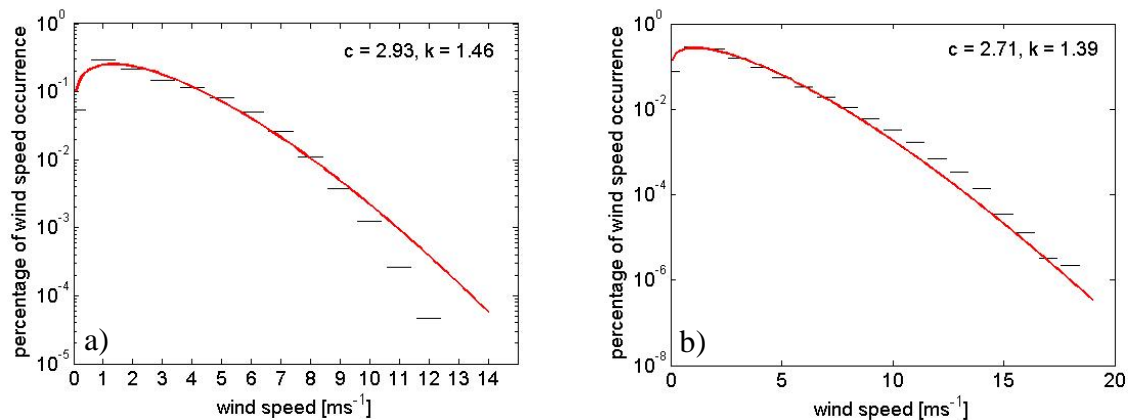 10^0
10^-1
10^-2
10^-3
10^-4
10^-5
percentage of wind speed occurrence
c = 2.93, k = 1.46
a)
0 1 2 3 4 5 6 7 8 9 10 11 12 13 14
wind speed [ms^-1]
10^0
10^-2
10^-4
10^-6
10^-8
percentage of wind speed occurrence
c = 2.71, k = 1.39
b)
0 5 10 15 20
wind speed [ms^-1]